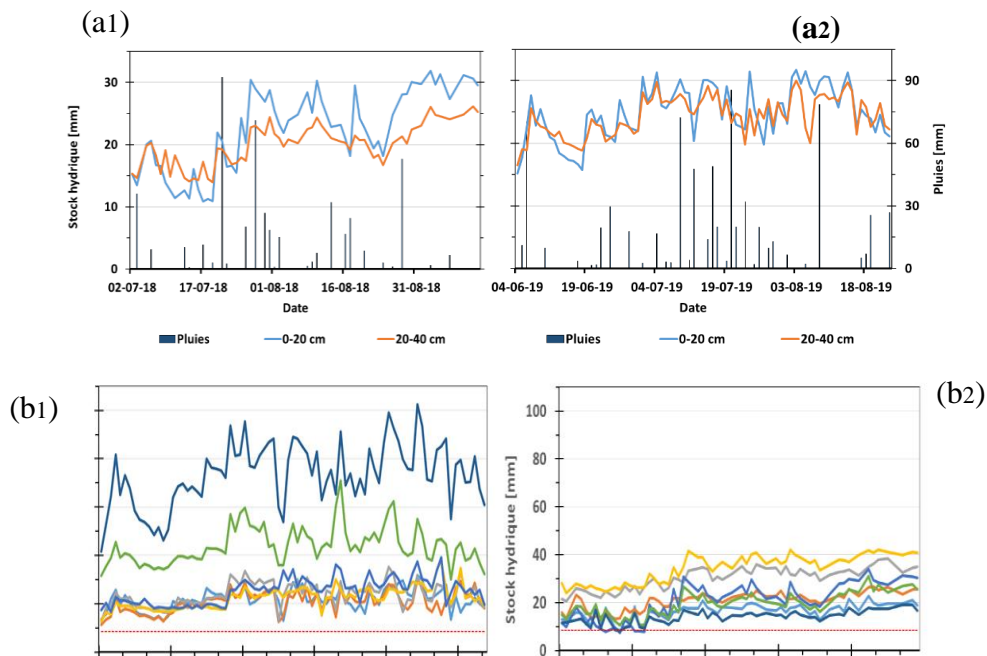 (a1)
(a2)
Stock hydrique [mm]
30
20
10
0
02-07-18 17-07-18 01-08-18 16-08-18 31-08-18
Date
Pluies 0-20 cm 20-40 cm
90
60
30
0
Pluies [mm]
04-06-19 19-06-19 04-07-19 19-07-19 03-08-19 18-08-19
Date
Pluies 0-20 cm 20-40 cm
(b1)
(b2)
Stock hydrique [mm]
100
80
60
40
20
0